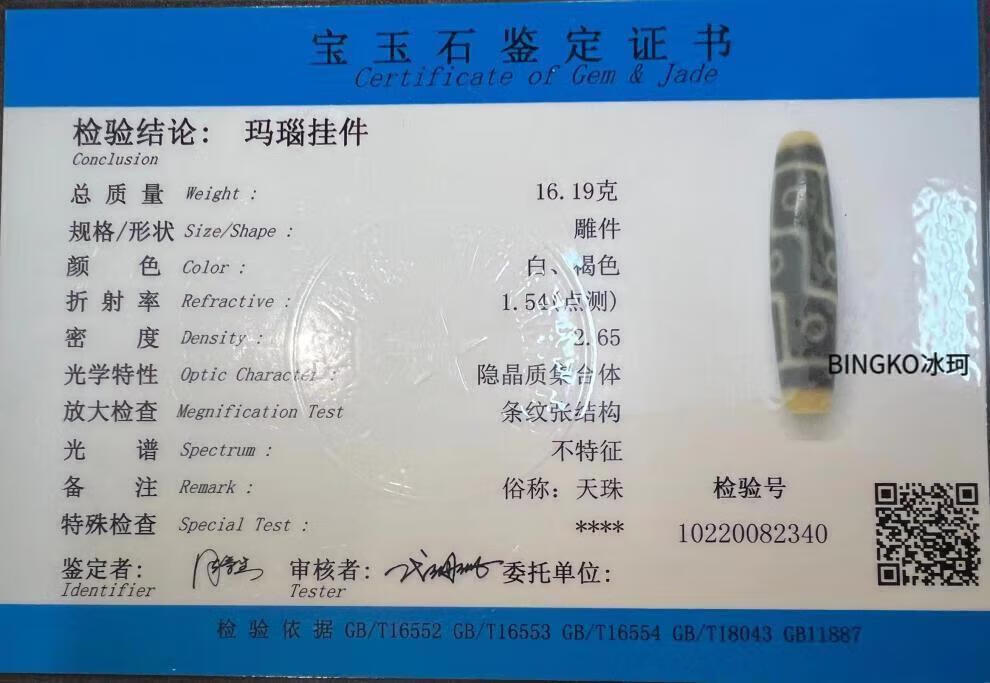 宝玉石鉴定证书
Certificate of Gem & Jade
检验结论: 玛瑙挂件
Conclusion
总质量 Weight : 16.19克
规格/形状 Size/Shape : 雕件
颜色 Color : 白、褐色
折射率 Refractive : 1.54(点测)
密度 Density : 2.65
光学特性 Optic Character : 隐晶质集合体
放大检查 Megnification Test 条纹张结构
光谱 Spectrum : 不特征
备注 Remark : 俗称: 天珠
特殊检查 Special Test : ****
BINGKO冰珂
检验号
10220082340
鉴定者: 审核者: 委托单位:
Identifier Tester
检验依据 GB/T16552 GB/T16553 GB/T16554 GB/T18043 GB11887